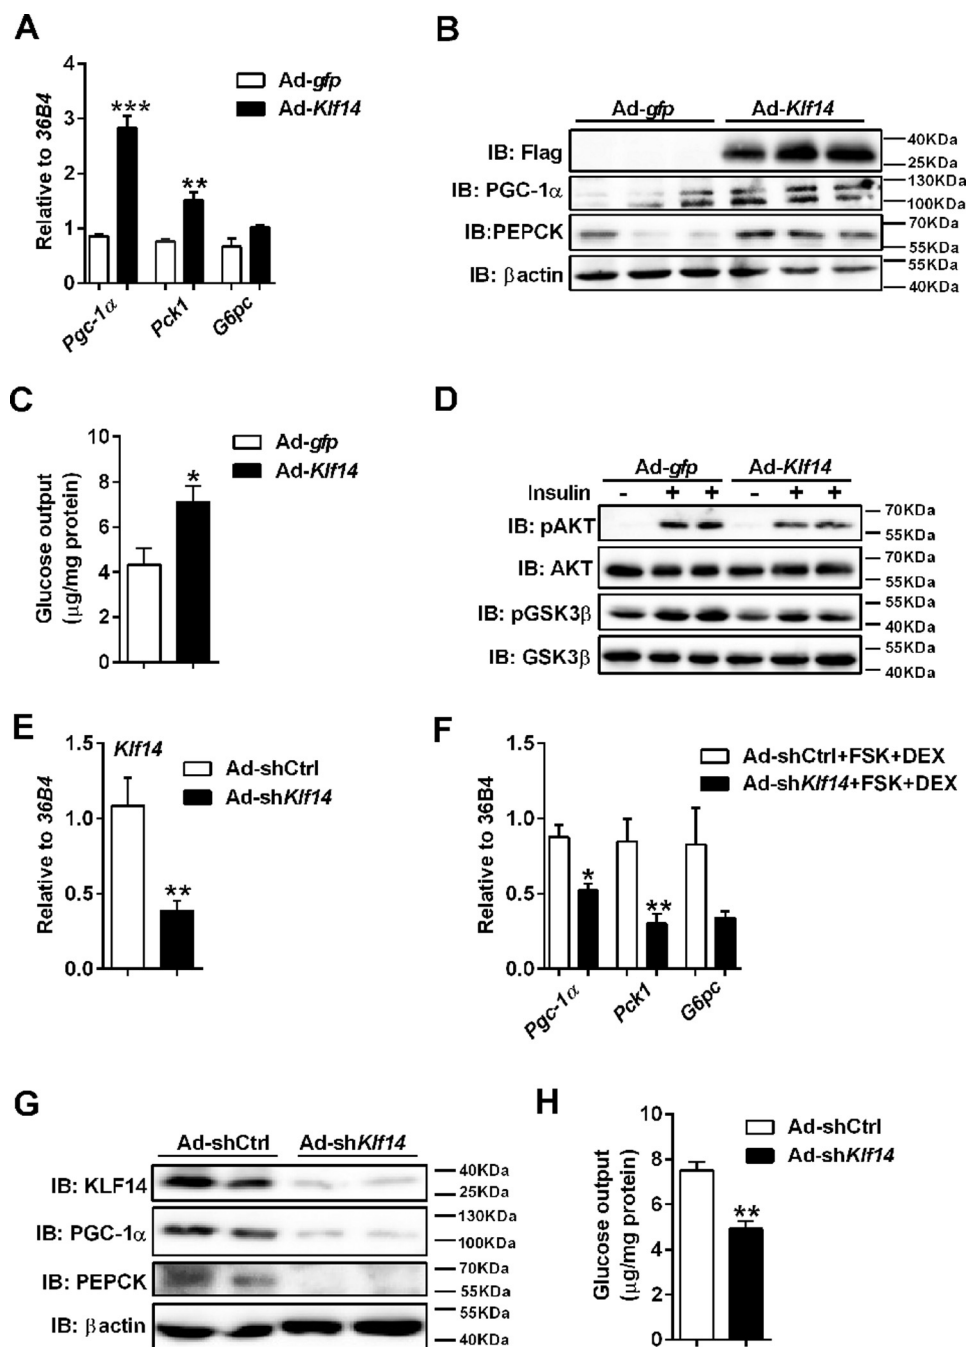 A
Relative to 36B4
4
3
2
1
0
***
**
Pgc-1α
Pck1
G6pc
Ad-gfp
Ad-Klf14
B
Ad-gfp
Ad-Klf14
IB: Flag
40KDa
25KDa
IB: PGC-1α
130KDa
100KDa
IB:PEPCK
70KDa
55KDa
IB: βactin
55KDa
40KDa
C
Glucose output
(μg/mg protein)
10
8
6
4
2
0
*
Ad-gfp
Ad-Klf14
D
Ad-gfp
Ad-Klf14
Insulin - + + - + +
IB: pAKT
70KDa
55KDa
IB: AKT
70KDa
55KDa
IB: pGSK3β
55KDa
40KDa
IB: GSK3β
55KDa
40KDa
E
Relative to 36B4
1.5
1.0
0.5
0.0
Klf14
**
Ad-shCtrl
Ad-shKlf14
F
Relative to 36B4
1.5
1.0
0.5
0.0
*
**
Pgc-1α
Pck1
G6pc
Ad-shCtrl+FSK+DEX
Ad-shKlf14+FSK+DEX
G
Ad-shCtrl
Ad-shKlf14
IB: KLF14
40KDa
25KDa
IB: PGC-1α
130KDa
100KDa
IB: PEPCK
70KDa
55KDa
IB: βactin
55KDa
40KDa
H
Glucose output
(μg/mg protein)
10
8
6
4
2
0
**
Ad-shCtrl
Ad-shKlf14